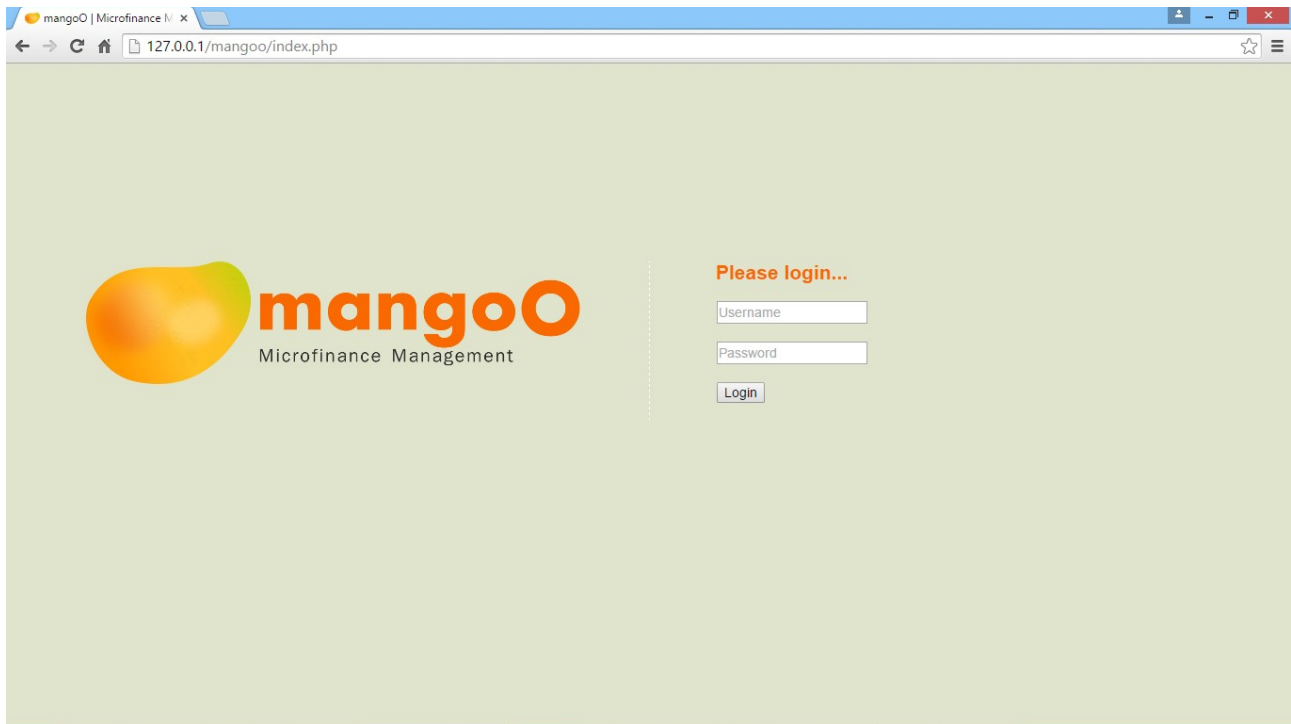 mangoO | Microfinance M
127.0.0.1/mangoo/index.php
mangoO
Microfinance Management
Please login...
Username
Password
Login